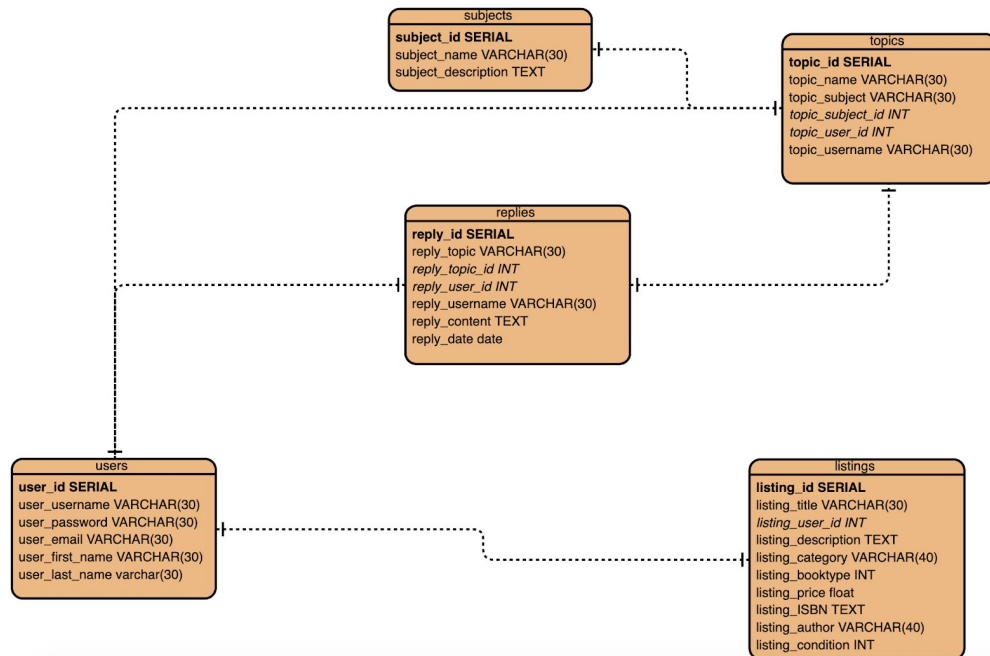 subjects
subject_id SERIAL
subject_name VARCHAR(30)
subject_description TEXT
topics
topic_id SERIAL
topic_name VARCHAR(30)
topic_subject VARCHAR(30)
topic_subject_id INT
topic_user_id INT
topic_username VARCHAR(30)
replies
reply_id SERIAL
reply_topic VARCHAR(30)
reply_topic_id INT
reply_user_id INT
reply_username VARCHAR(30)
reply_content TEXT
reply_date date
users
user_id SERIAL
user_username VARCHAR(30)
user_password VARCHAR(30)
user_email VARCHAR(30)
user_first_name VARCHAR(30)
user_last_name varchar(30)
listings
listing_id SERIAL
listing_title VARCHAR(30)
listing_user_id INT
listing_description TEXT
listing_category VARCHAR(40)
listing_booktype INT
listing_price float
listing_ISBN TEXT
listing_author VARCHAR(40)
listing_condition INT